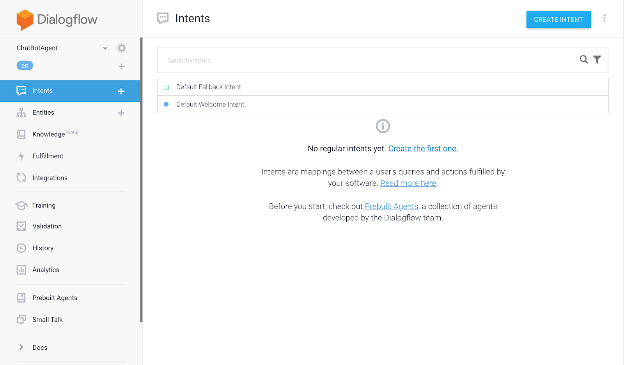 Dialogflow
Intents
CREATE INTENT
ChatBotAgent
en
Search intents
Intents
Default Fallback Intent
Entities
Default Welcome Intent
Knowledge [beta]
No regular intents yet. Create the first one.
Fulfillment
Intents are mappings between a user's queries and actions fulfilled by
your software. Read more here.
Integrations
Before you start, check out Prebuilt Agents, a collection of agents
developed by the Dialogflow team.
Training
Validation
History
Analytics
Prebuilt Agents
Small Talk
Docs